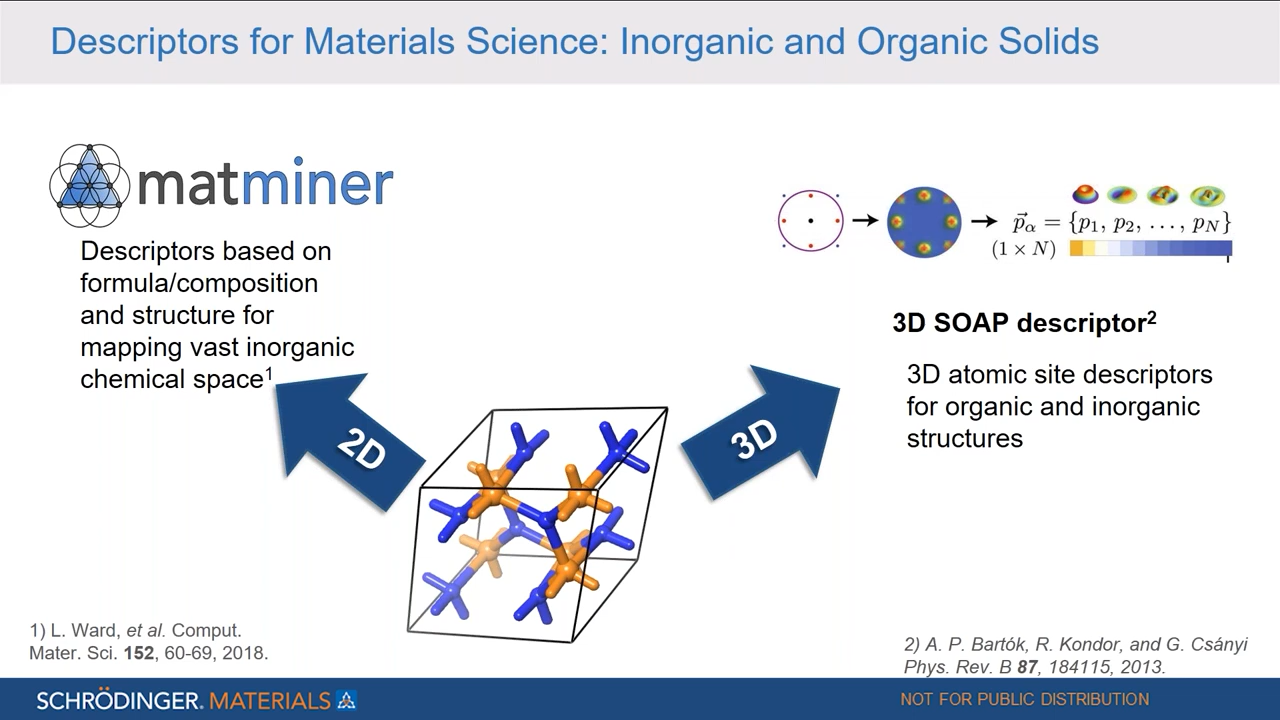 Descriptors for Materials Science: Inorganic and Organic Solids
matminer
Descriptors based on
formula/composition
and structure for
mapping vast inorganic
chemical space¹
2D
3D
p⃗α = {p₁, p₂, . . . , p_N}
(1 × N)
3D SOAP descriptor²
3D atomic site descriptors
for organic and inorganic
structures
1) L. Ward, et al. Comput.
Mater. Sci. 152, 60-69, 2018.
2) A. P. Bartók, R. Kondor, and G. Csányi
Phys. Rev. B 87, 184115, 2013.
SCHRÖDINGER. MATERIALS
NOT FOR PUBLIC DISTRIBUTION